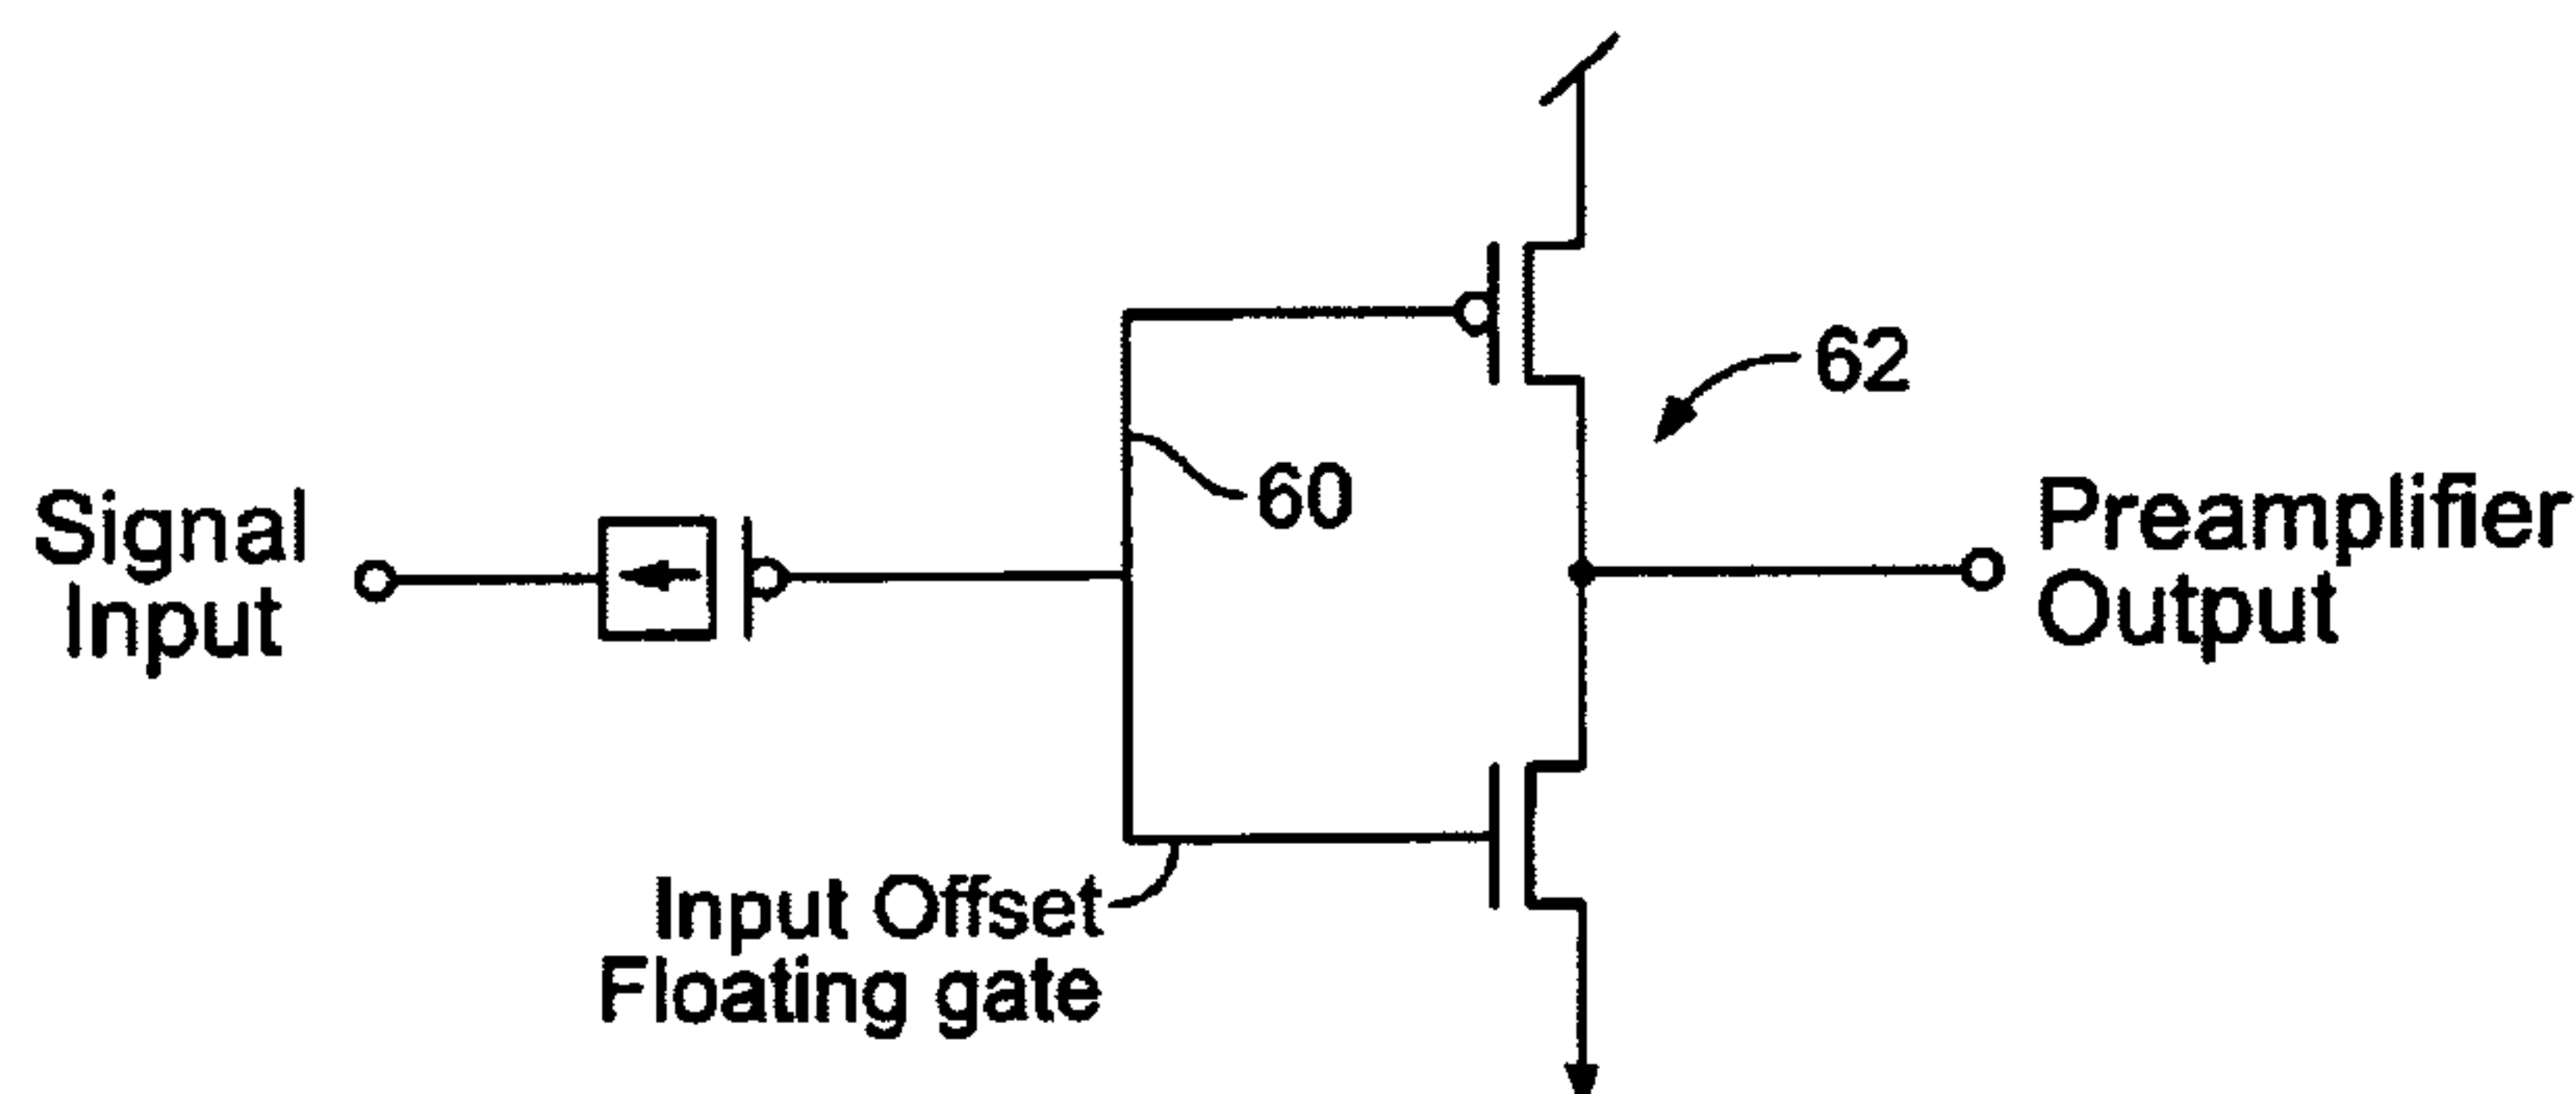 62
60
Signal
Input
Preamplifier
Output
Input Offset
Floating gate